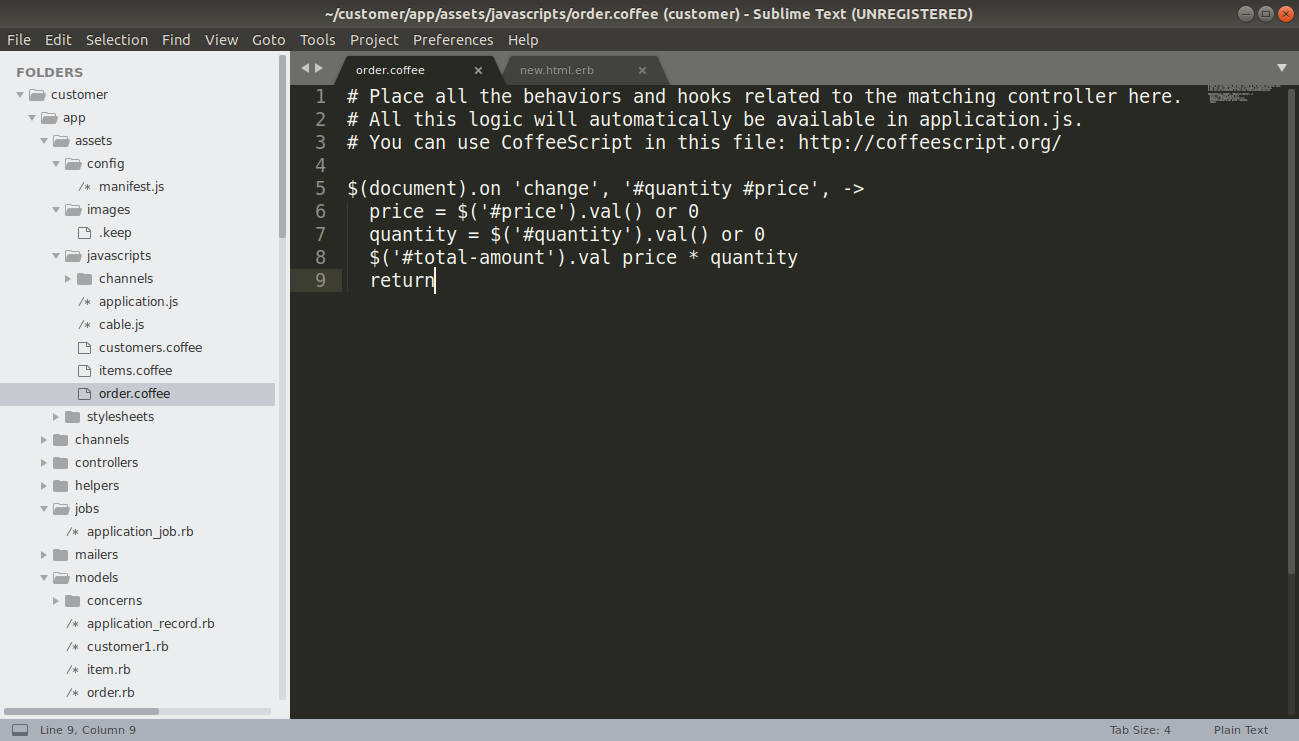 ~/customer/app/assets/javascripts/order.coffee (customer) - Sublime Text (UNREGISTERED)
File Edit Selection Find View Goto Tools Project Preferences Help
FOLDERS
customer
app
assets
config
/* manifest.js
images
.keep
javascripts
channels
/* application.js
/* cable.js
customers.coffee
items.coffee
order.coffee
stylesheets
channels
controllers
helpers
jobs
/* application_job.rb
mailers
models
concerns
/* application_record.rb
/* customer1.rb
/* item.rb
/* order.rb
order.coffee × new.html.erb ×
1 # Place all the behaviors and hooks related to the matching controller here.
2 # All this logic will automatically be available in application.js.
3 # You can use CoffeeScript in this file: http://coffeescript.org/
4
5 $(document).on 'change', '#quantity #price', ->
6   price = $('#price').val() or 0
7   quantity = $('#quantity').val() or 0
8   $('#total-amount').val price * quantity
9   return
Line 9, Column 9
Tab Size: 4
Plain Text